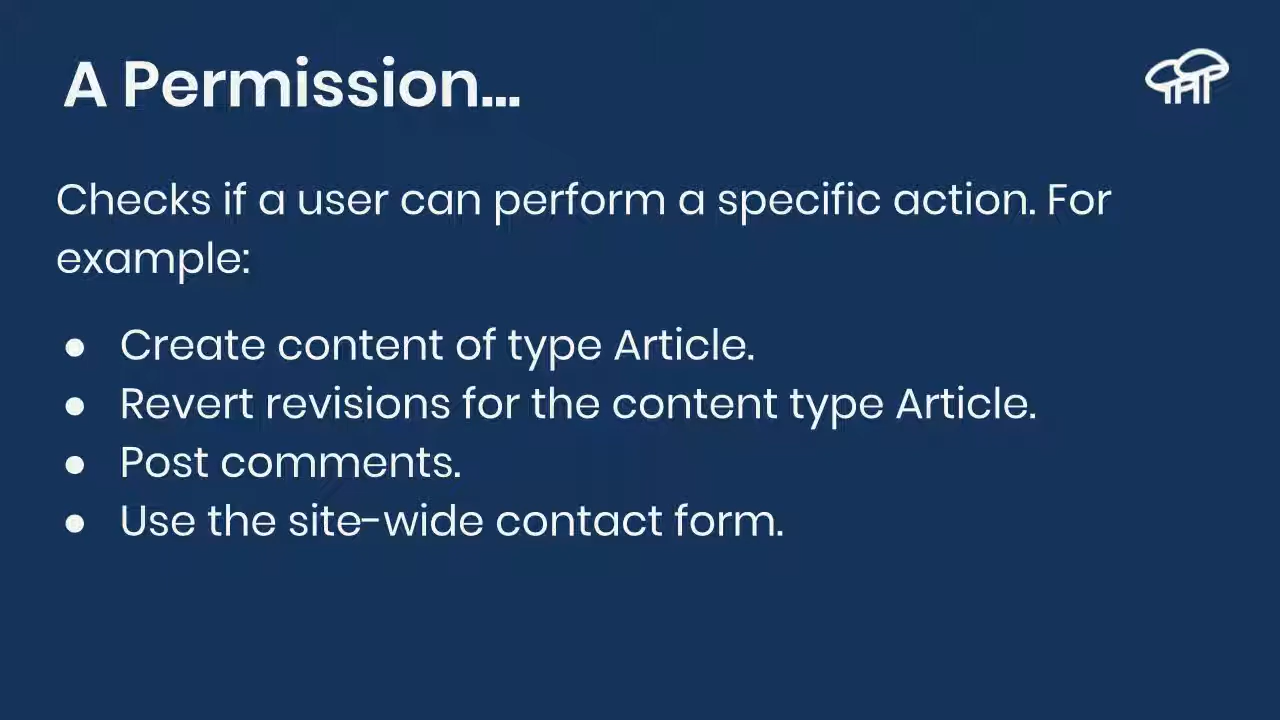 A Permission...
Checks if a user can perform a specific action. For
example:
● Create content of type Article.
● Revert revisions for the content type Article.
● Post comments.
● Use the site-wide contact form.